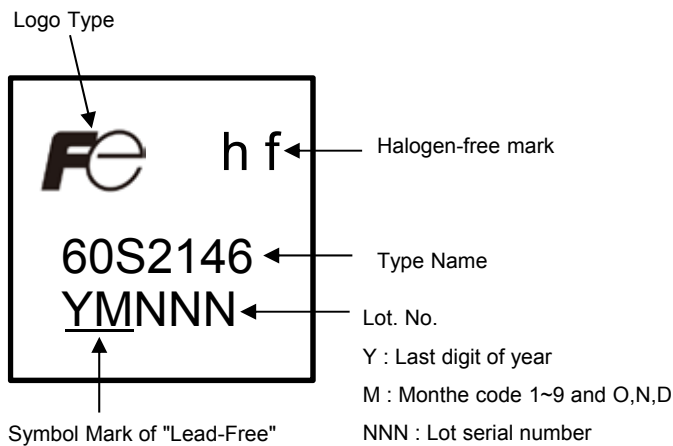 Logo Type
Fe
h f
Halogen-free mark
60S2146
Type Name
YMNNN
Lot. No.
Y : Last digit of year
M : Monthe code 1~9 and O,N,D
Symbol Mark of "Lead-Free"
NNN : Lot serial number